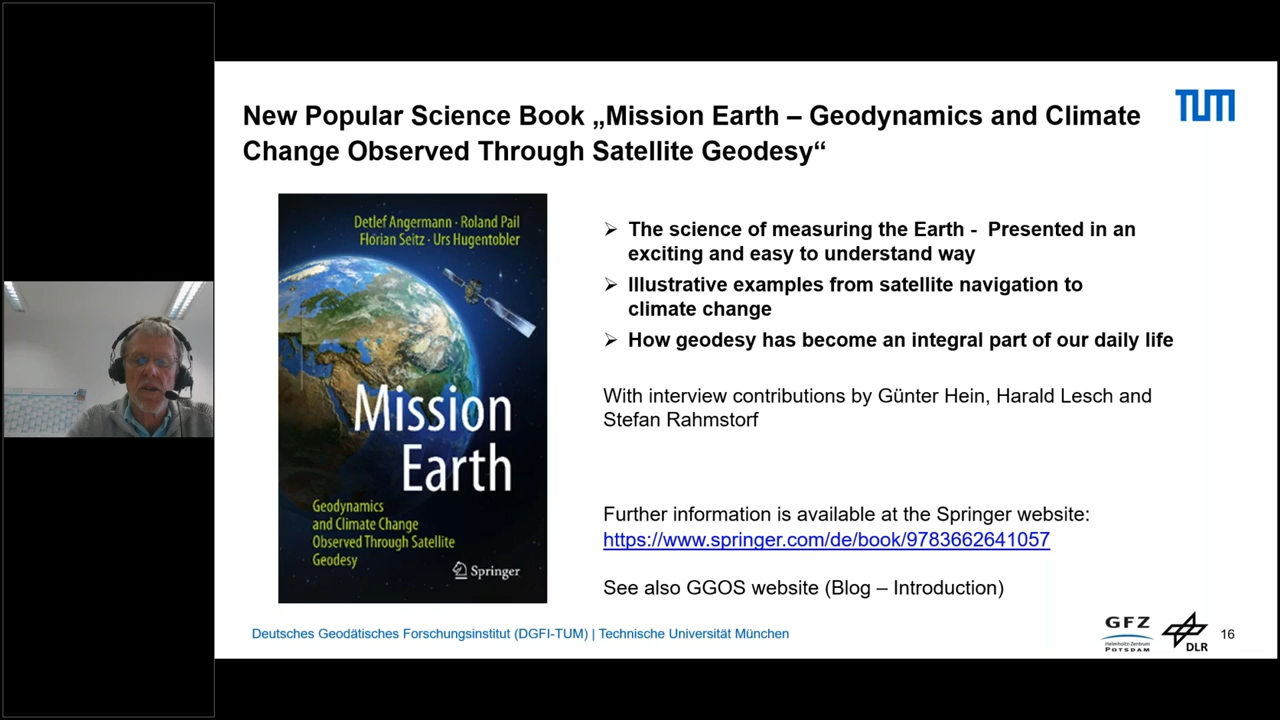 New Popular Science Book „Mission Earth – Geodynamics and Climate
Change Observed Through Satellite Geodesy“
TUM
Detlef Angermann · Roland Pail
Florian Seitz · Urs Hugentobler
Mission
Earth
Geodynamics
and Climate Change
Observed Through Satellite
Geodesy
Springer
➢ The science of measuring the Earth - Presented in an
exciting and easy to understand way
➢ Illustrative examples from satellite navigation to
climate change
➢ How geodesy has become an integral part of our daily life
With interview contributions by Günter Hein, Harald Lesch and
Stefan Rahmstorf
Further information is available at the Springer website:
https://www.springer.com/de/book/9783662641057
See also GGOS website (Blog – Introduction)
Deutsches Geodätisches Forschungsinstitut (DGFI-TUM) | Technische Universität München
GFZ
Helmholtz-Zentrum
POTSDAM
DLR
16